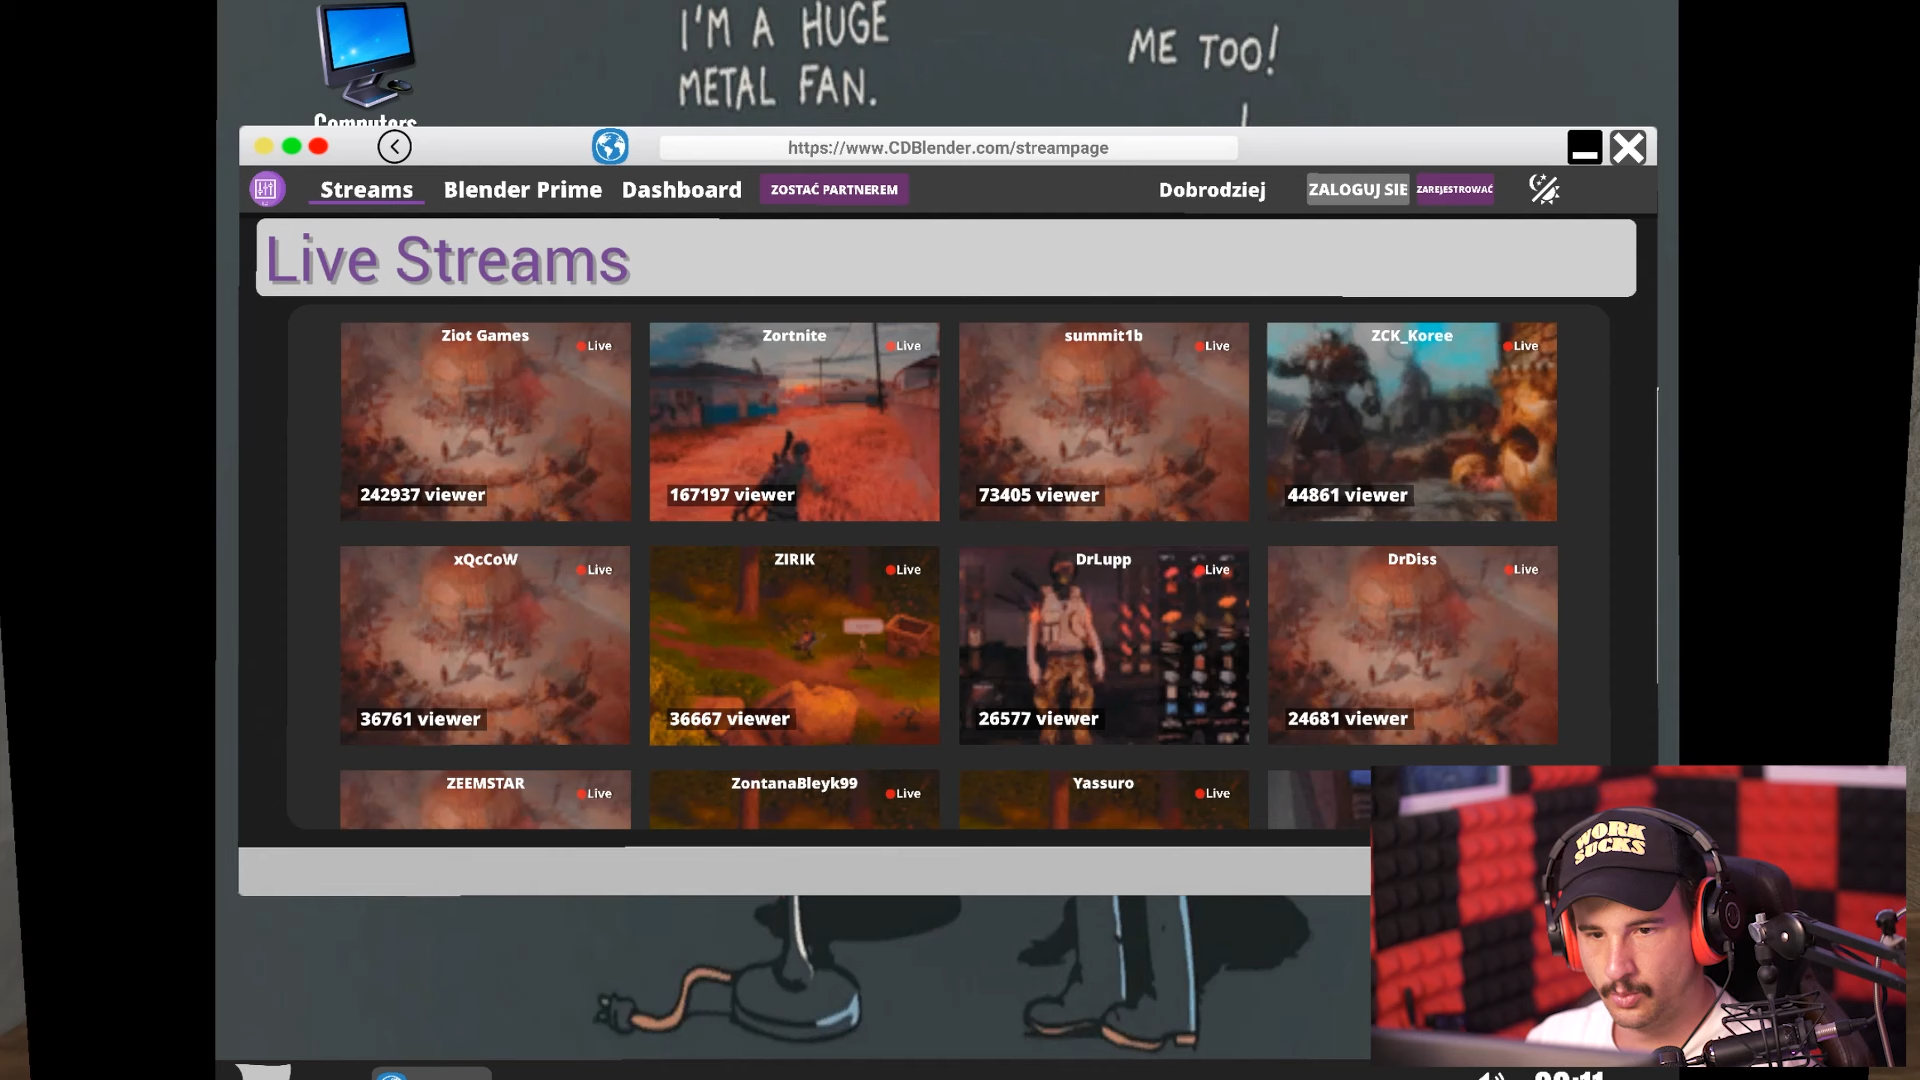 I'M A HUGE
METAL FAN.
ME TOO!
Computers
https://www.CDBlender.com/streampage
Streams
Blender Prime
Dashboard
ZOSTAĆ PARTNEREM
Dobrodziej
ZALOGUJ SIE
ZAREJESTROWAĆ
Live Streams
Ziot Games
Live
242937 viewer
Zortnite
Live
167197 viewer
summit1b
Live
73405 viewer
ZCK_Koree
Live
44861 viewer
xQcCoW
Live
36761 viewer
ZIRIK
Live
36667 viewer
DrLupp
Live
26577 viewer
DrDiss
Live
24681 viewer
ZEEMSTAR
Live
ZontanaBleyk99
Live
Yassuro
Live
WORK
SUCKS